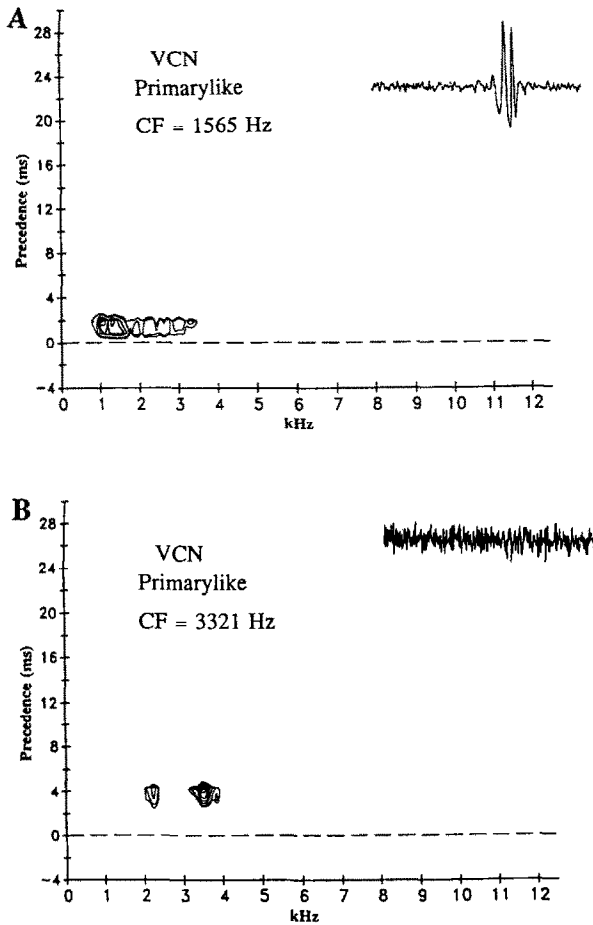 A
28
24
20
16
12
8
4
0
−4
Precedence (ms)
VCN
Primarylike
CF = 1565 Hz
0 1 2 3 4 5 6 7 8 9 10 11 12
kHz
B
28
24
20
16
12
8
4
0
−4
Precedence (ms)
VCN
Primarylike
CF = 3321 Hz
0 1 2 3 4 5 6 7 8 9 10 11 12
kHz